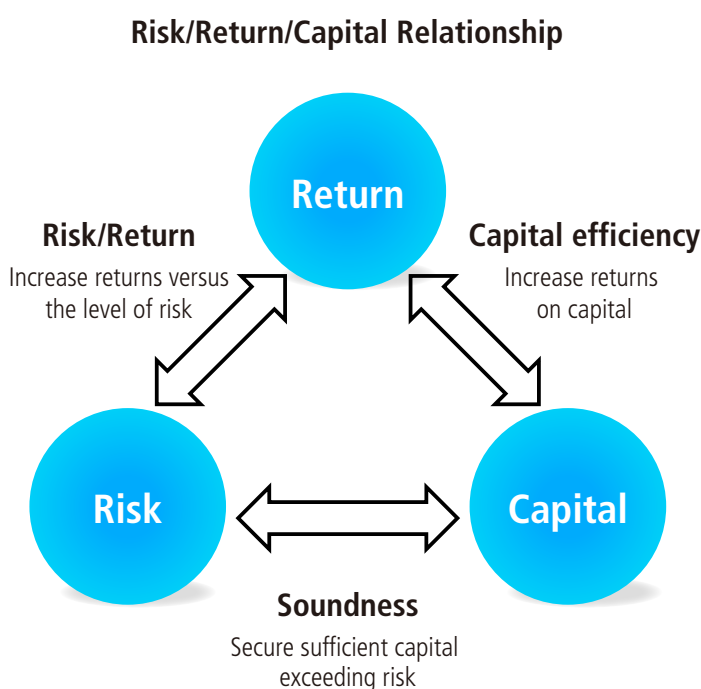 Risk/Return/Capital Relationship
Return
Risk/Return
Increase returns versus
the level of risk
Capital efficiency
Increase returns
on capital
Risk
Capital
Soundness
Secure sufficient capital
exceeding risk